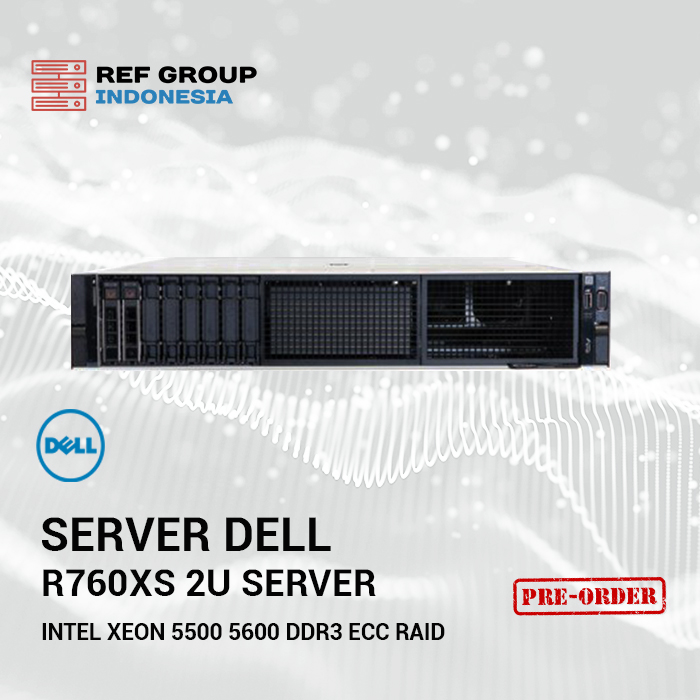 REF GROUP
INDONESIA
DELL
SERVER DELL
R760XS 2U SERVER
PRE-ORDER
INTEL XEON 5500 5600 DDR3 ECC RAID